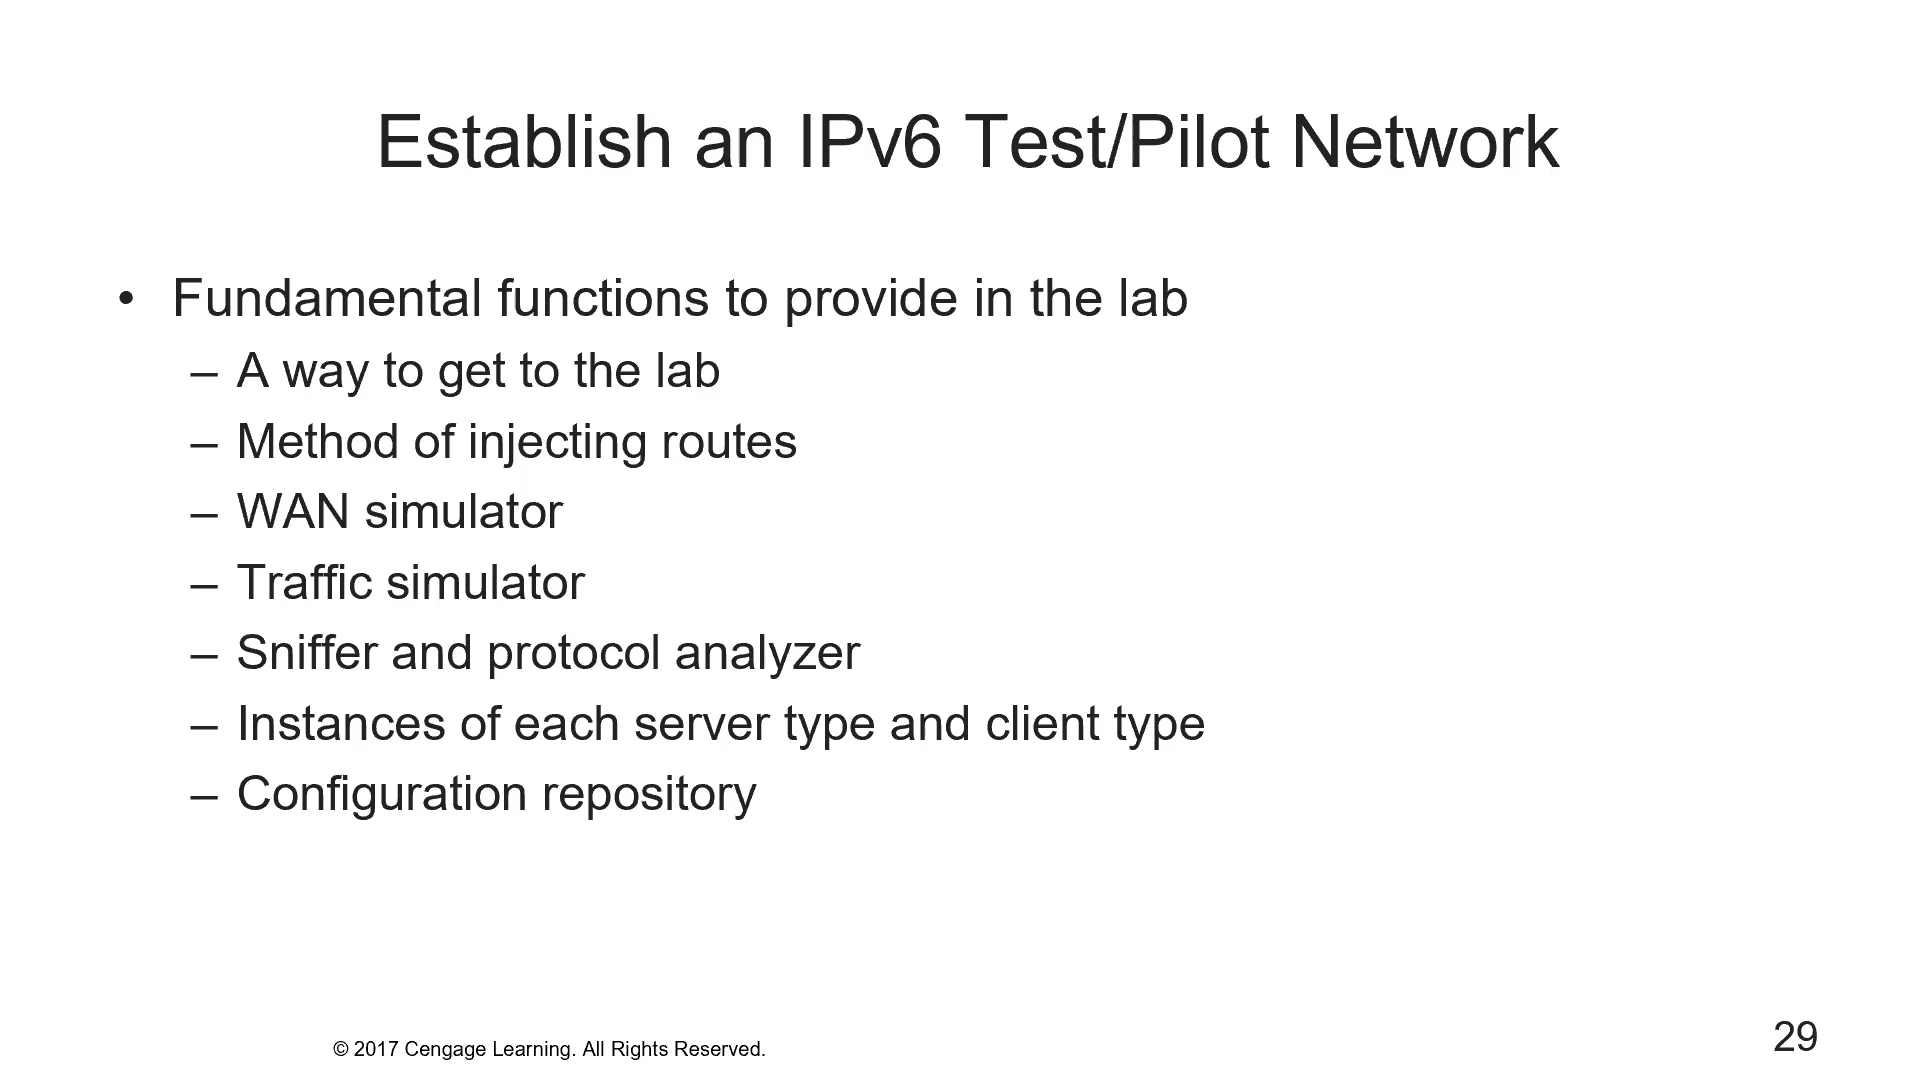 Establish an IPv6 Test/Pilot Network
• Fundamental functions to provide in the lab
– A way to get to the lab
– Method of injecting routes
– WAN simulator
– Traffic simulator
– Sniffer and protocol analyzer
– Instances of each server type and client type
– Configuration repository
© 2017 Cengage Learning. All Rights Reserved.
29